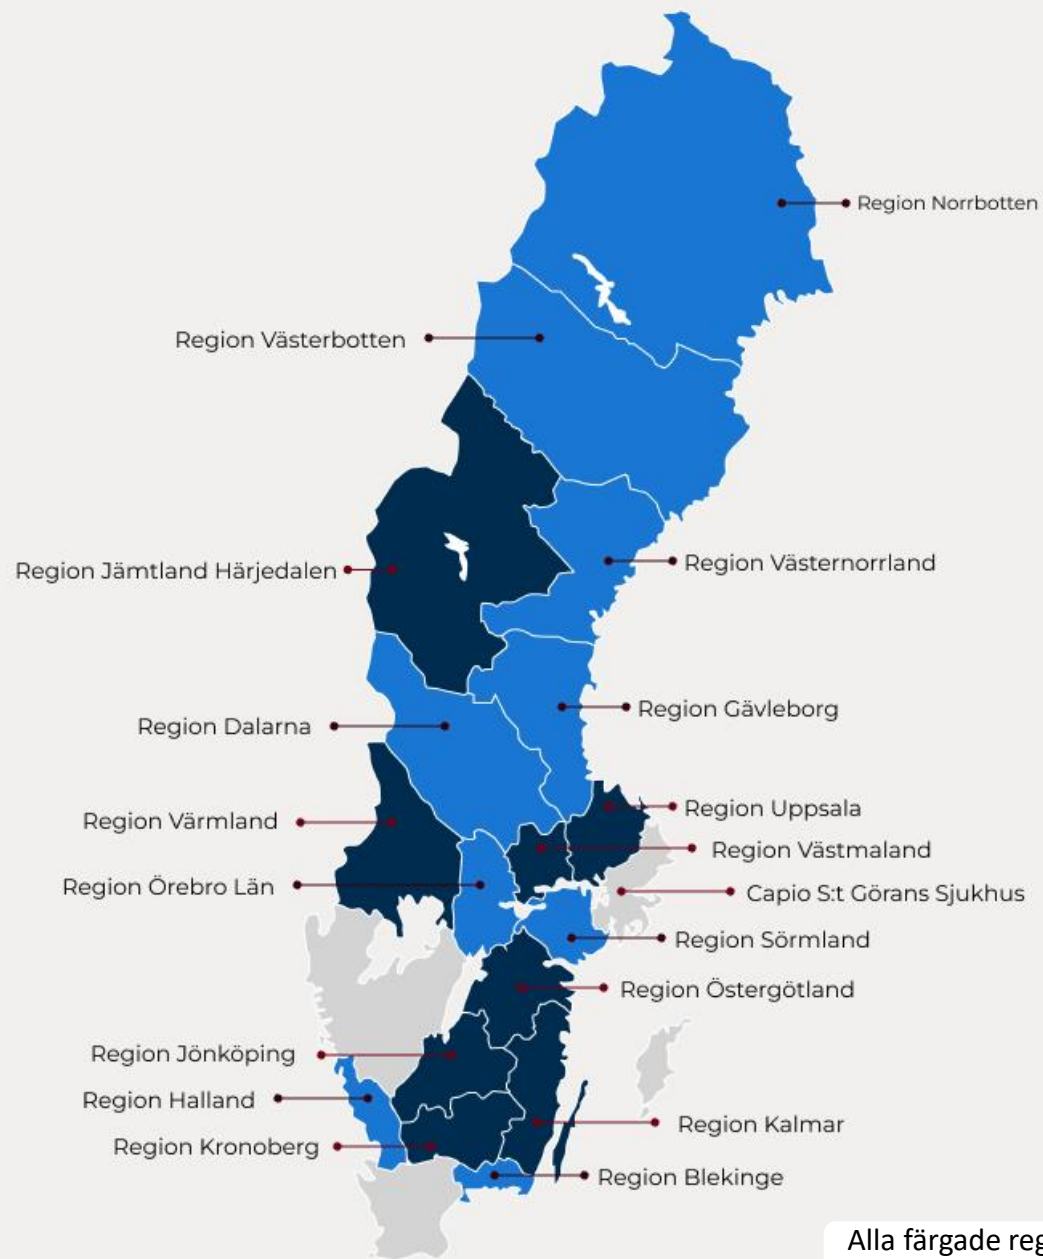 Region Norrbotten
Region Västerbotten
Region Västernorrland
Region Jämtland Härjedalen
Region Gävleborg
Region Dalarna
Region Uppsala
Region Värmland
Region Västmaland
Region Örebro Län
Capio S:t Görans Sjukhus
Region Sörmland
Region Östergötland
Region Jönköping
Region Halland
Region Kalmar
Region Kronoberg
Region Blekinge
Alla färgade reg